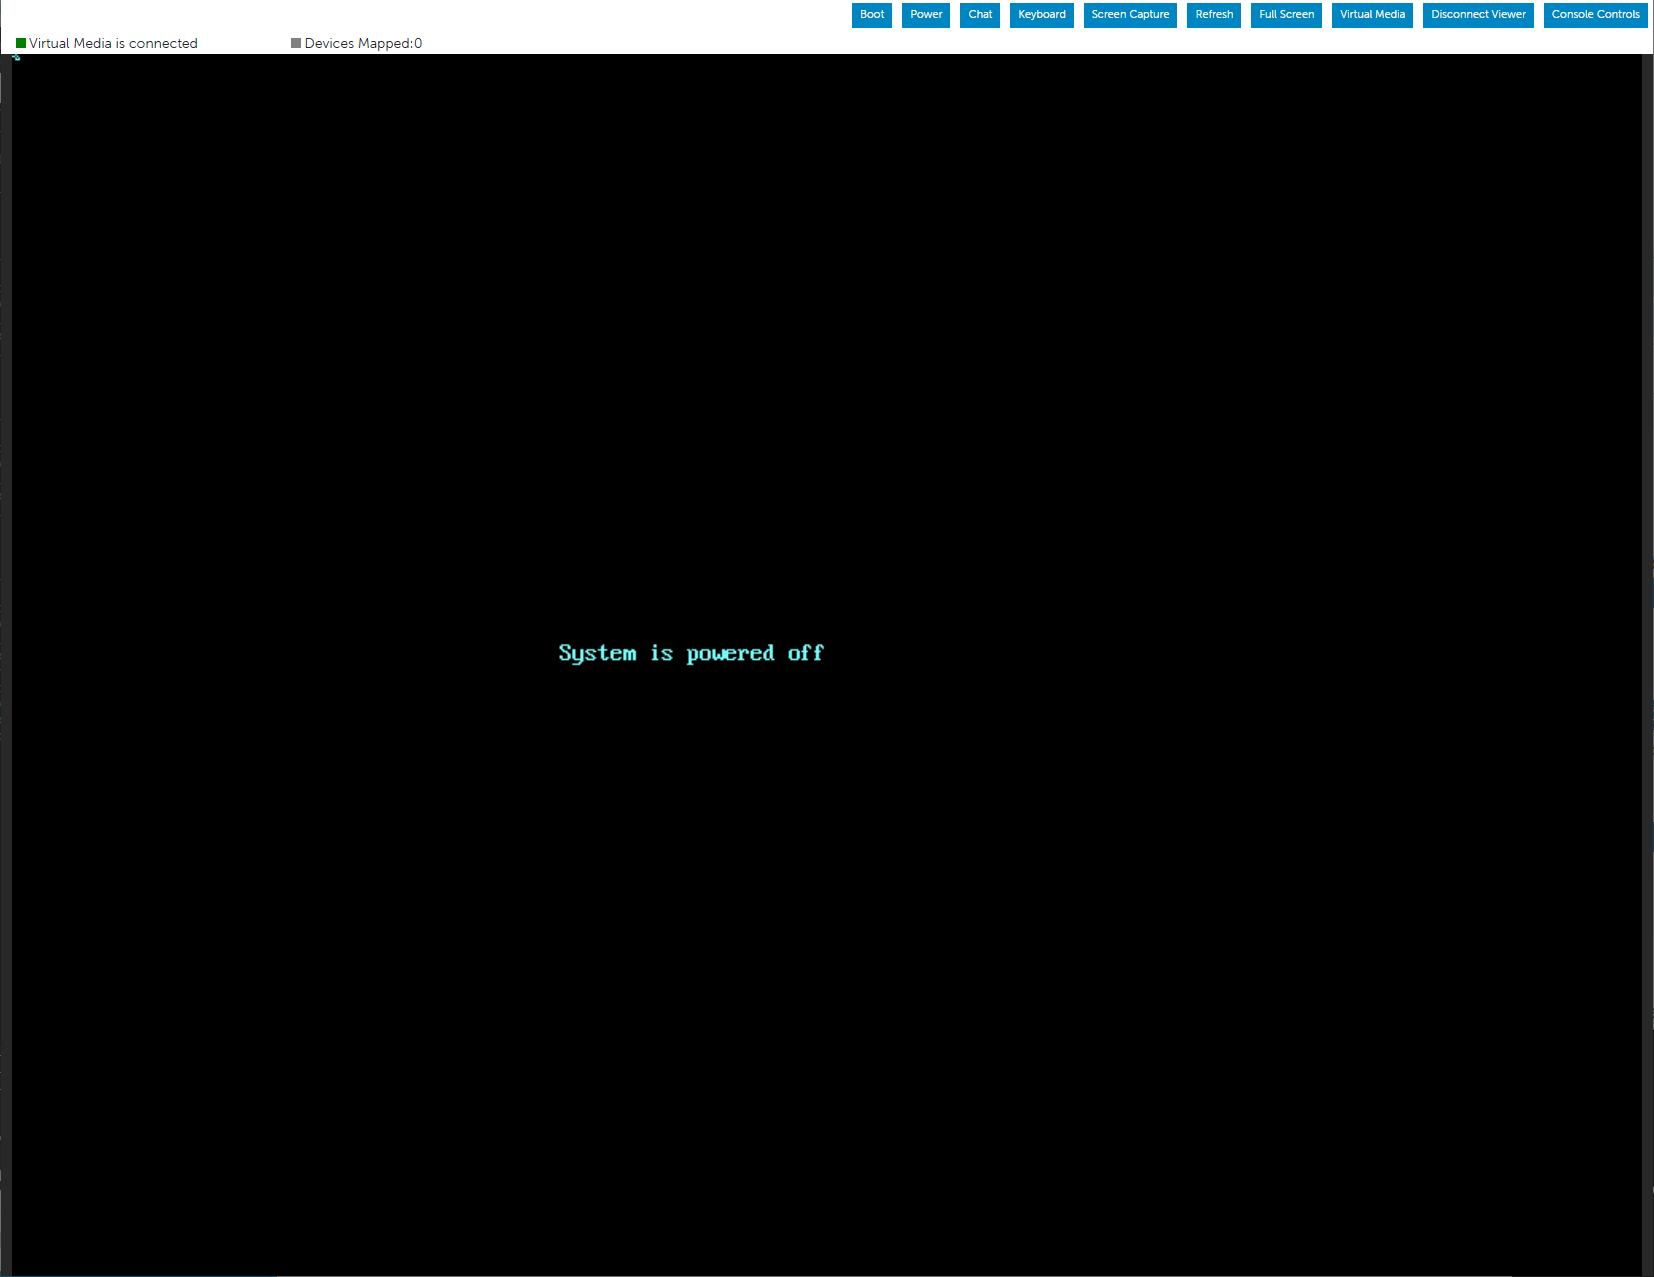 Boot Power Chat Keyboard Screen Capture Refresh Full Screen Virtual Media Disconnect Viewer Console Controls
Virtual Media is connected Devices Mapped:0
System is powered off